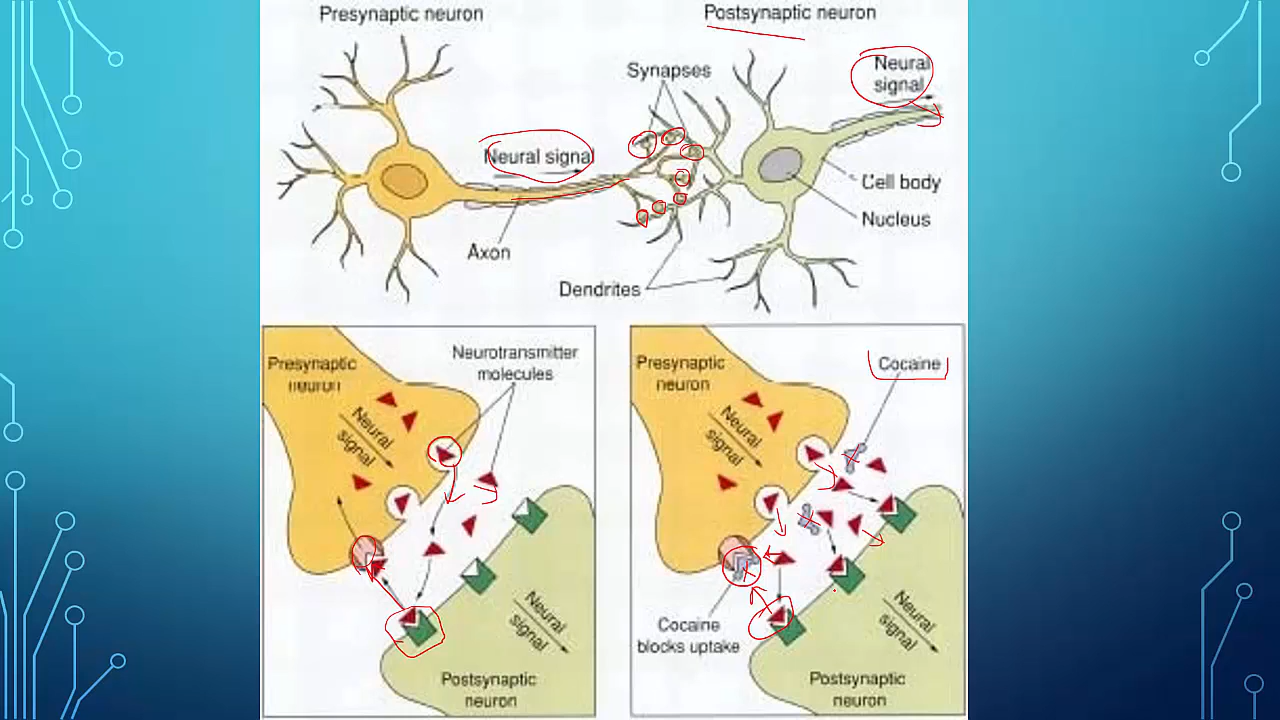 Presynaptic neuron
Postsynaptic neuron
Synapses
Neural
signal
Neural signal
Cell body
Nucleus
Axon
Dendrites
Presynaptic
neuron
Neurotransmitter
molecules
Neural
signal
Neural
signal
Postsynaptic
neuron
Presynaptic
neuron
Cocaine
Neural
signal
Cocaine
blocks uptake
Neural
signal
Postsynaptic
neuron